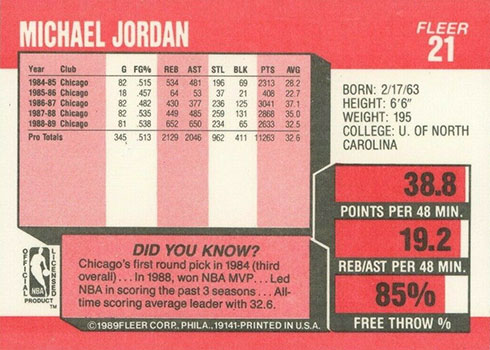 MICHAEL JORDAN
FLEER
21
Year Club G FG% REB AST STL BLK PTS AVG
1984-85 Chicago 82 .515 534 481 196 69 2313 28.2
1985-86 Chicago 18 .457 64 53 37 21 408 22.7
1986-87 Chicago 82 .482 430 377 236 125 3041 37.1
1987-88 Chicago 82 .535 449 485 259 131 2868 35.0
1988-89 Chicago 81 .538 652 650 234 65 2633 32.5
Pro Totals 345 .513 2129 2046 962 411 11263 32.6
BORN: 2/17/63
HEIGHT: 6'6"
WEIGHT: 195
COLLEGE: U. OF NORTH
CAROLINA
38.8
POINTS PER 48 MIN.
19.2
REB/AST PER 48 MIN.
85%
FREE THROW %
OFFICIAL
NBA
LICENSED
PRODUCT
TM
DID YOU KNOW?
Chicago's first round pick in 1984 (third
overall) . . . In 1988, won NBA MVP . . . Led
NBA in scoring the past 3 seasons . . . All-
time scoring average leader with 32.6.
©1989FLEER CORP., PHILA., 19141-PRINTED IN U.S.A.